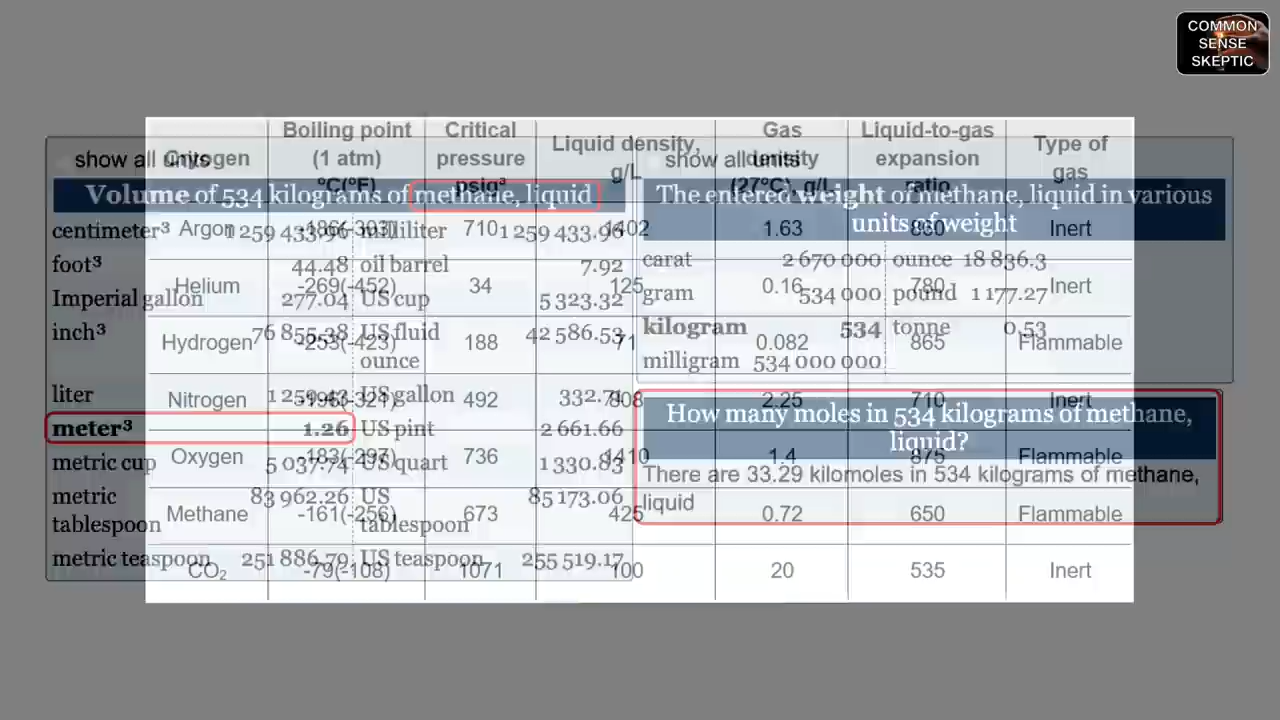 COMMON
SENSE
SKEPTIC
show all units
Volume of 534 kilograms of methane, liquid
centimeter³ 1 259 433.96 milliliter 1 259 433.96
foot³ 44.48 oil barrel 7.92
Imperial gallon 277.04 US cup 5 323.32
inch³ 76 855.38 US fluid ounce 42 586.53
liter 1 259.43 US gallon 332.71
meter³ 1.26 US pint 2 661.66
metric cup 5 037.74 US quart 1 330.83
metric tablespoon 83 962.26 US tablespoon 85 173.06
metric teaspoon 251 886.79 US teaspoon 255 519.17
show all units
The entered weight of methane, liquid in various
units of weight
carat 2 670 000 ounce 18 836.3
gram 534 000 pound 1 177.27
kilogram 534 tonne 0.53
milligram 534 000 000
How many moles in 534 kilograms of methane,
liquid?
There are 33.29 kilomoles in 534 kilograms of methane,
liquid
Cryogen Boiling point (1 atm) °C(°F) Critical pressure psig³ Liquid density, g/L Gas density (27°C), g/L Liquid-to-gas expansion ratio Type of gas
Argon -186(-303) 710 1402 1.63 860 Inert
Helium -269(-452) 34 125 0.16 780 Inert
Hydrogen -253(-423) 188 71 0.082 865 Flammable
Nitrogen -196(-321) 492 808 2.25 710 Inert
Oxygen -183(-297) 736 1410 1.4 875 Flammable
Methane -161(-256) 673 425 0.72 650 Flammable
CO₂ -79(-108) 1071 100 20 535 Inert